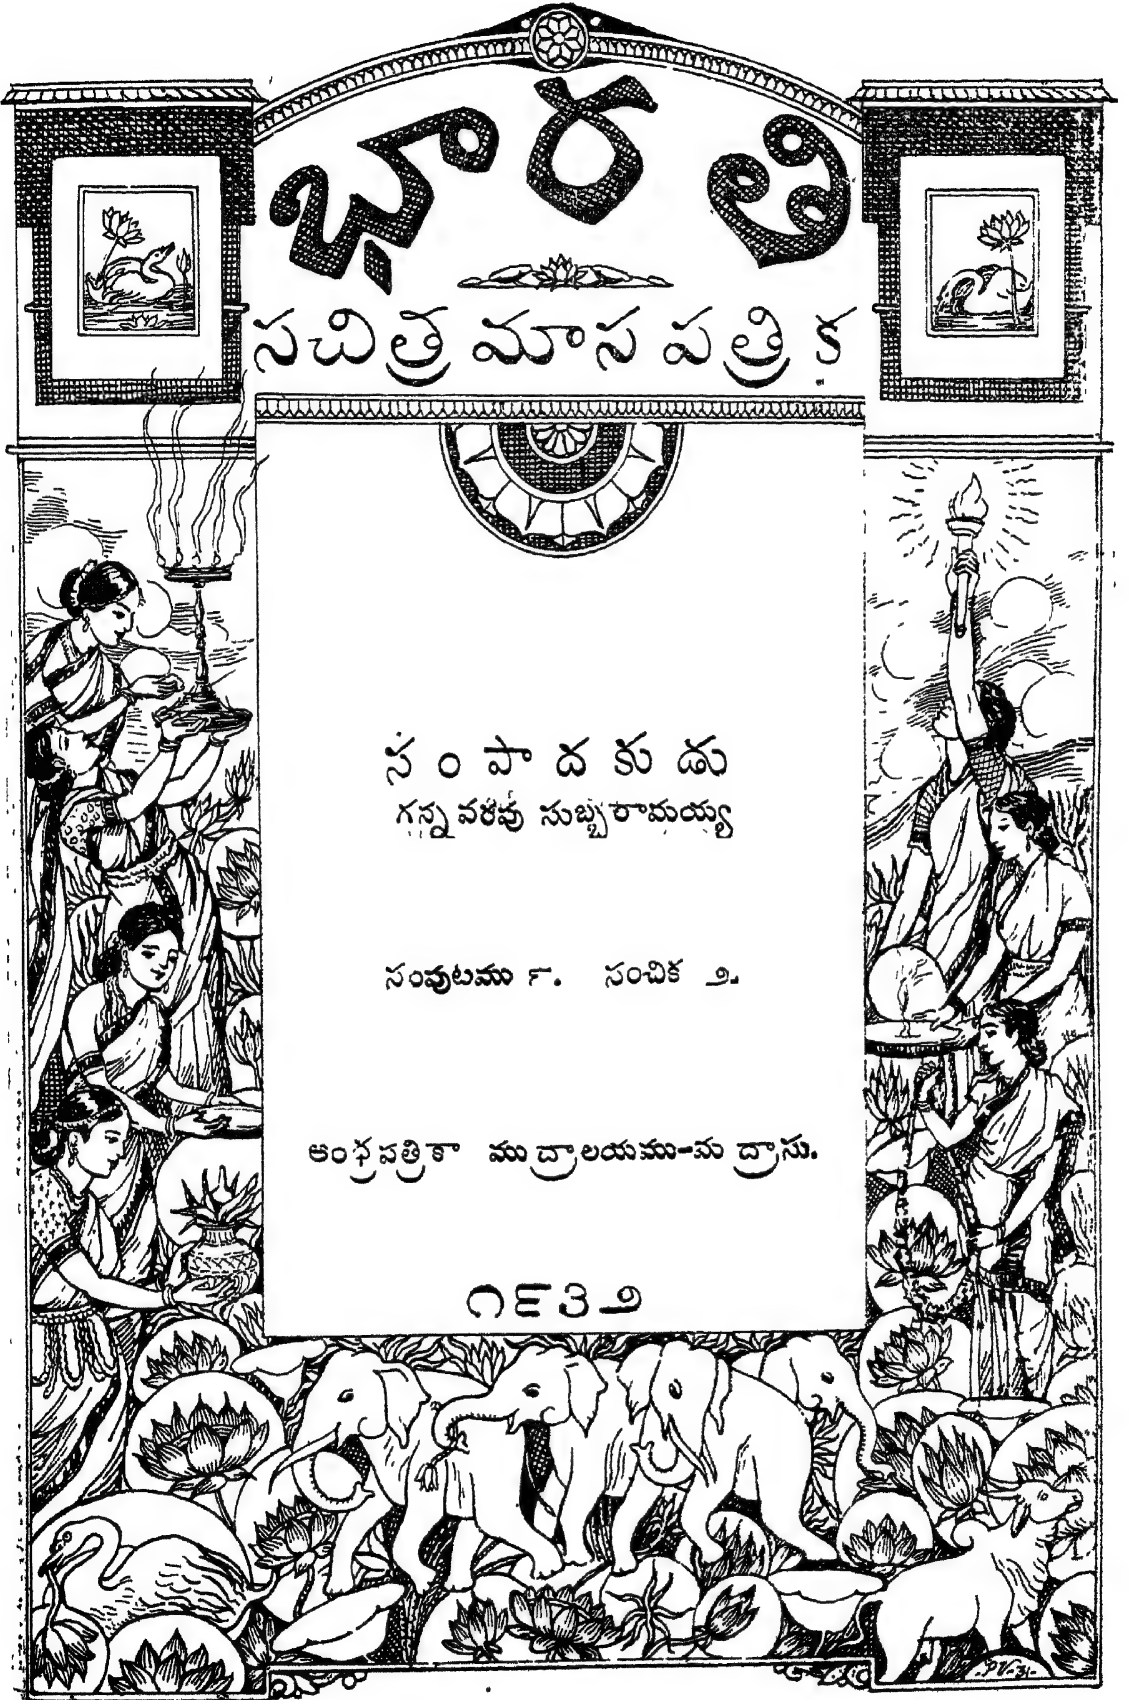 భారతి
సచిత్ర మాస పత్రిక
సంపాదకుడు
గన్నవరపు సుబ్బరామయ్య
సంపుటము ౯. సంచిక ౨.
ఆంధ్రపత్రికా ముద్రాలయము-మద్రాసు.
౧౯౩౨